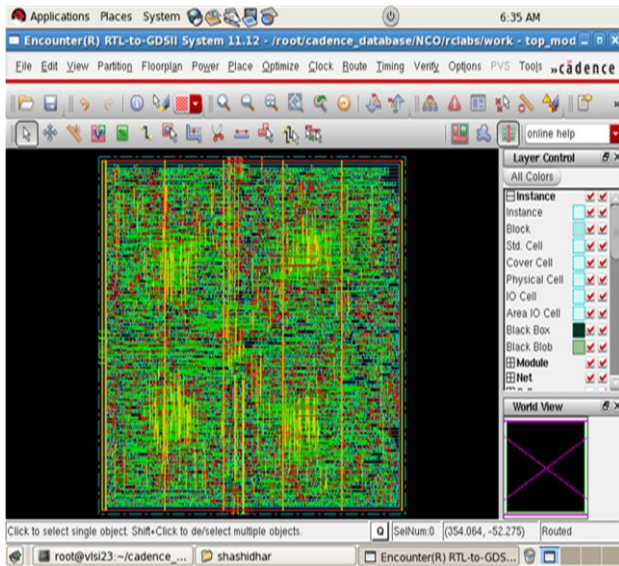 Applications Places System 6:35 AM
Encounter(R) RTL-to-GDSII System 11.12 - /root/cadence_database/NCO/rclabs/work - top_mod
File Edit View Partition Floorplan Power Place Optimize Clock Route Timing Verify Options PVS Tools »cādence
online help
Layer Control
All Colors
Instance
Instance
Block
Std. Cell
Cover Cell
Physical Cell
IO Cell
Area IO Cell
Black Box
Black Blob
Module
Net
World View
Click to select single object. Shift+Click to de/select multiple objects. Q SelNum:0 (354.064, -52.275) Routed
root@vlsi23:~/cadence_... shashidhar Encounter(R) RTL-to-GDS...